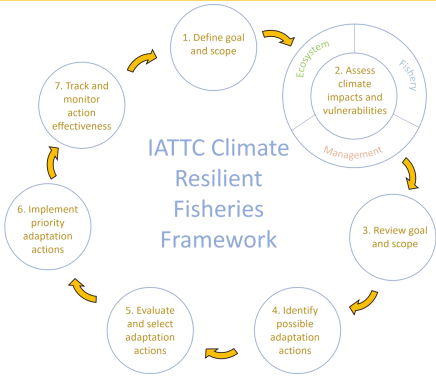 1. Define goal
and scope
Ecosystem
Fishery
Management
2. Assess
climate
impacts and
vulnerabilities
3. Review goal
and scope
4. Identify
possible
adaptation
actions
5. Evaluate
and select
adaptation
actions
6. Implement
priority
adaptation
actions
7. Track and
monitor
action
effectiveness
IATTC Climate
Resilient
Fisheries
Framework